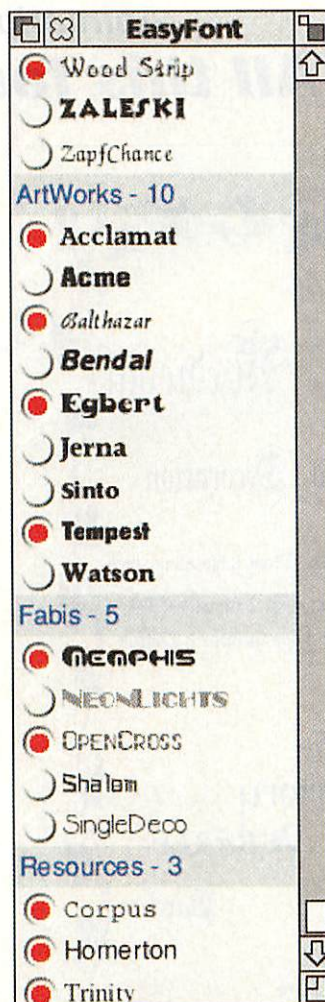 EasyFont
Wood Strip
ZALESKI
ZapfChance
ArtWorks - 10
Acclamat
Acme
Balthazar
Bendal
Egbert
Jerna
Sinto
Tempest
Watson
Fabis - 5
MEMPHIS
NEONLIGHTS
OPENCROSS
Shalom
SingleDeco
Resources - 3
Corpus
Homerton
Trinity